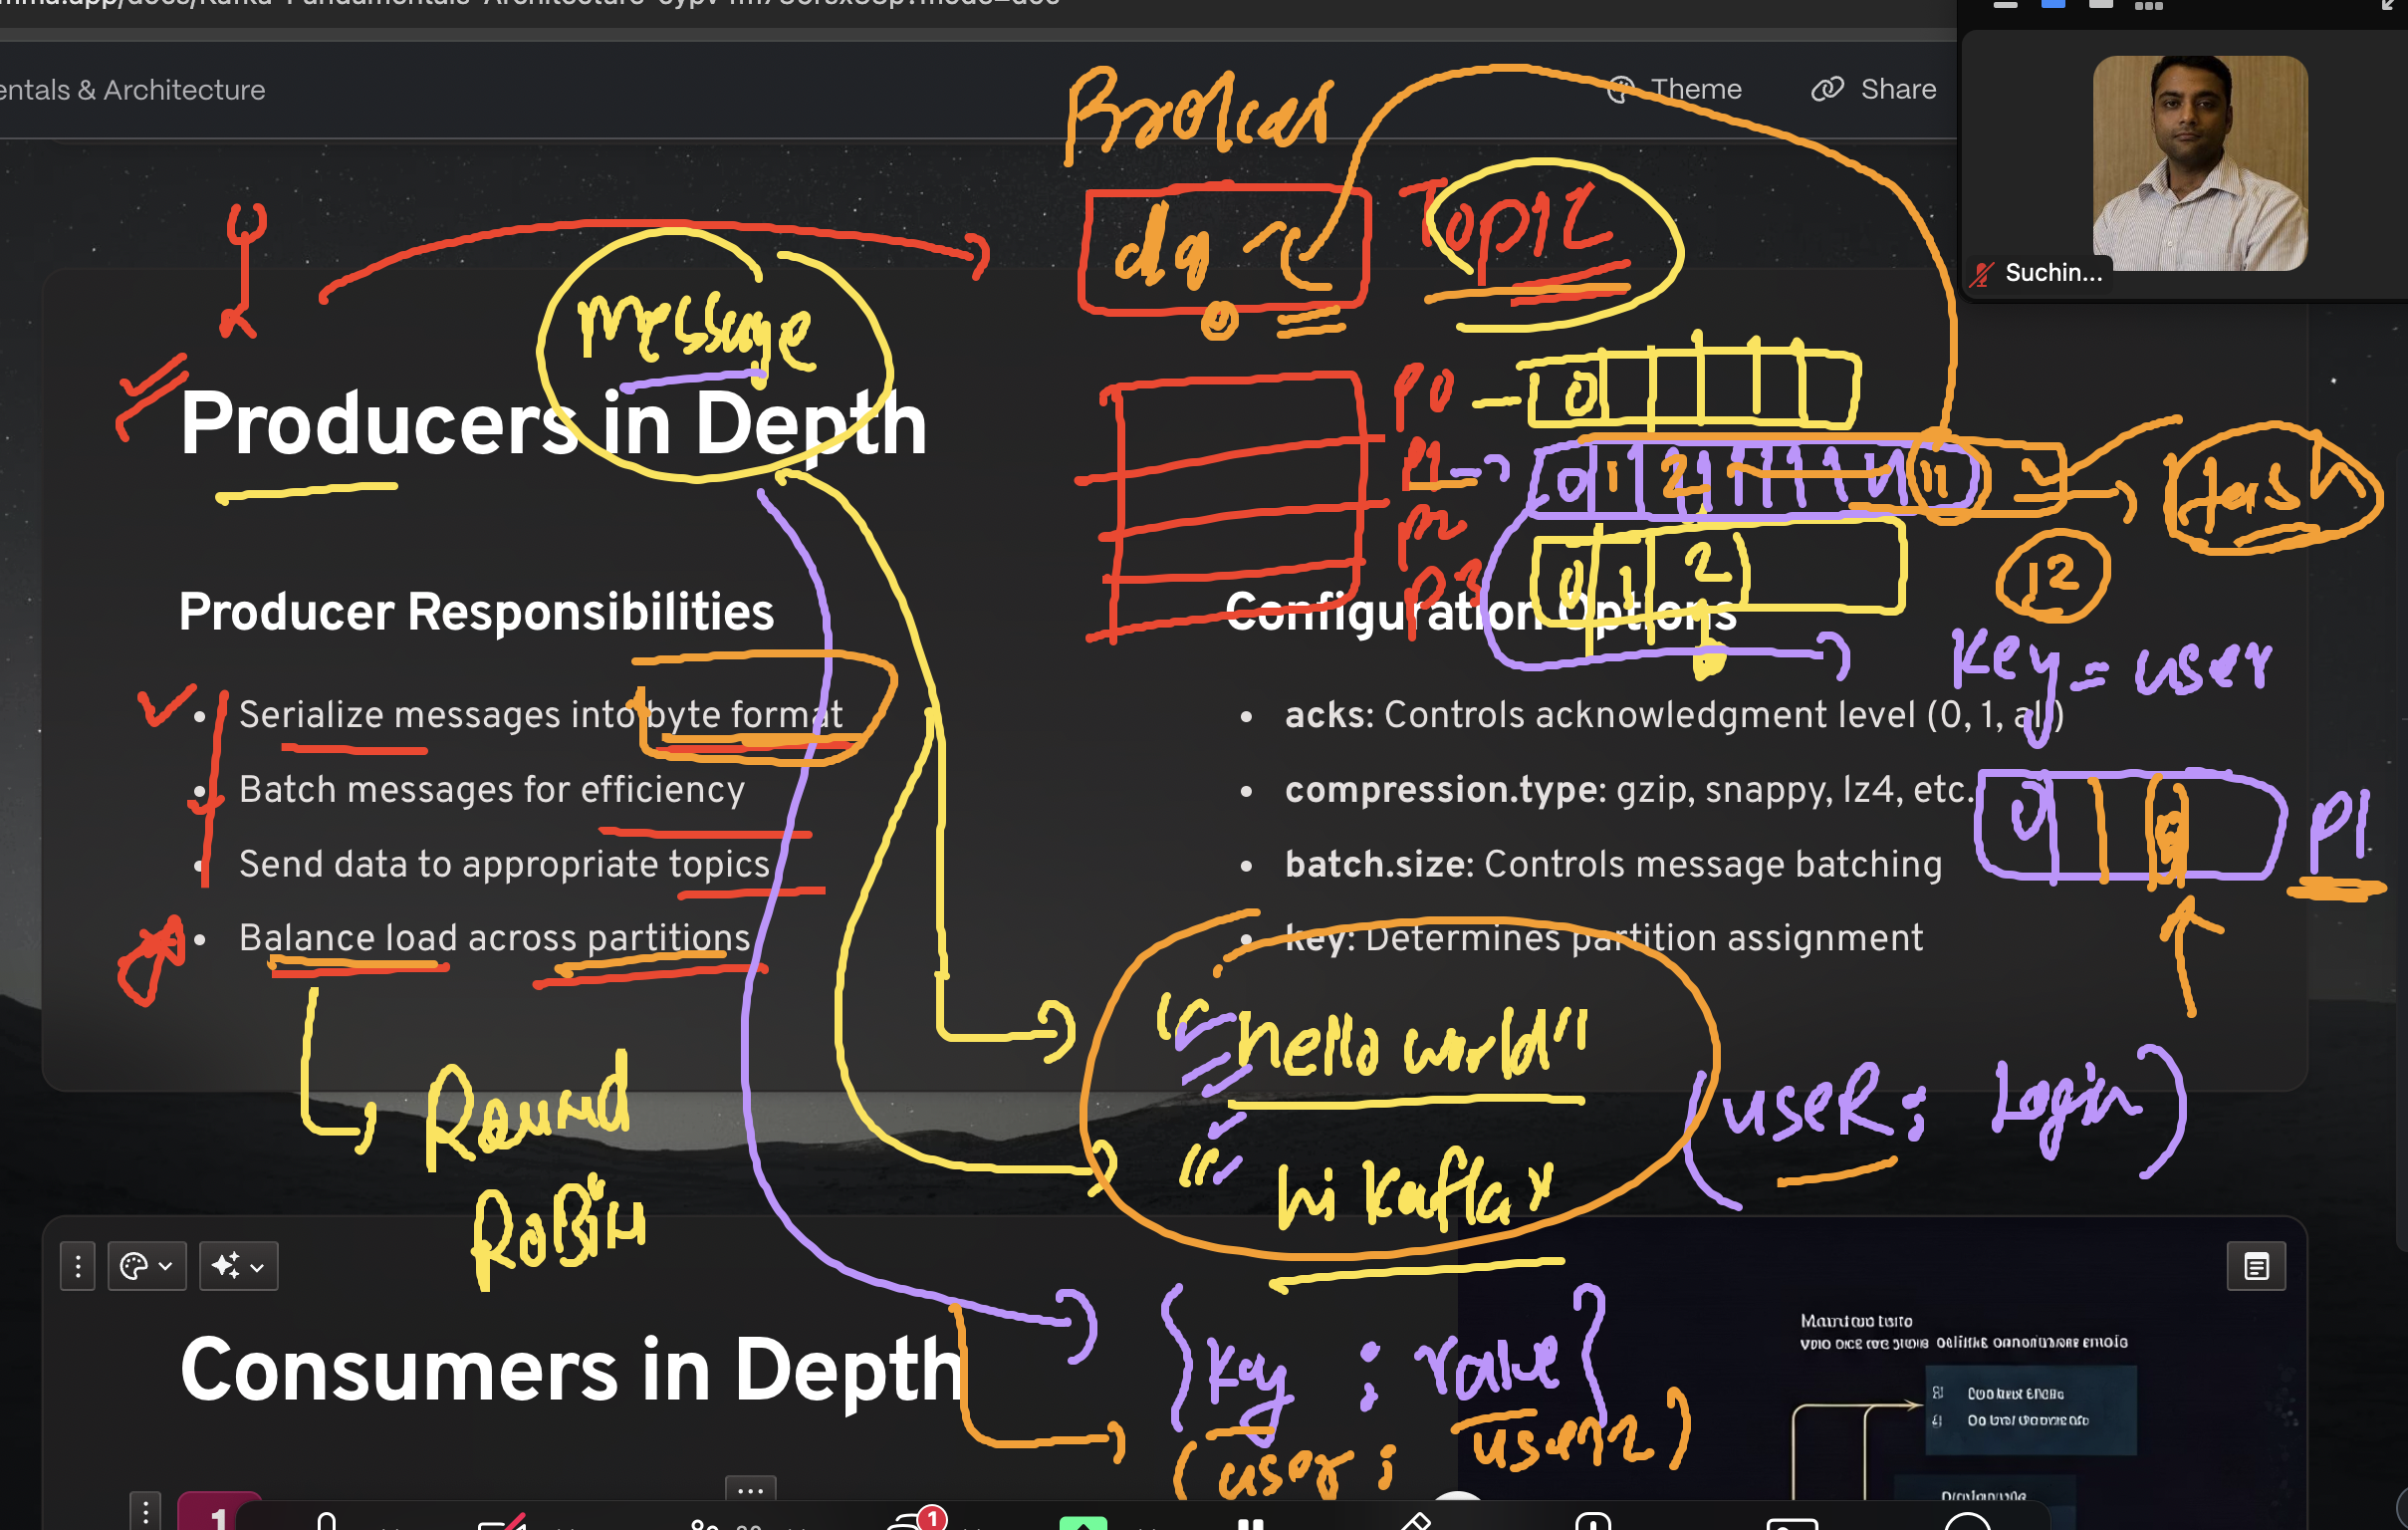 entals & Architecture
Theme
Share
Suchin...
Broker
Topic
message
Producers in Depth
P0
0
P1
0 1 2 11
Hash
P2
P3
0 1 2
12
Key = user
Producer Responsibilities
Configuration Options
• Serialize messages into byte format
• Batch messages for efficiency
• Send data to appropriate topics
• Balance load across partitions
• acks: Controls acknowledgment level (0, 1, all)
• compression.type: gzip, snappy, lz4, etc.
• batch.size: Controls message batching
• key: Determines partition assignment
0
P1
Round
RoBiN
"hello world"
"hi Kafka"
(useR; Login)
{Key ; value}
(user; user2)
Consumers in Depth
1
1